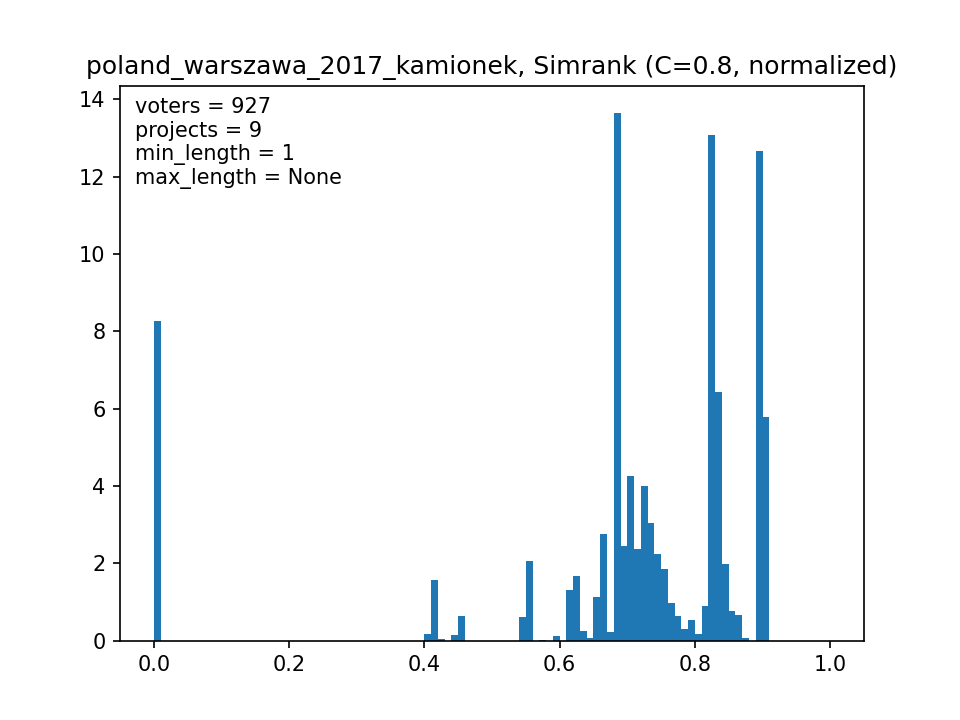 poland_warszawa_2017_kamionek, Simrank (C=0.8, normalized)
voters = 927
projects = 9
min_length = 1
max_length = None
14
12
10
8
6
4
2
0
0.0 0.2 0.4 0.6 0.8 1.0